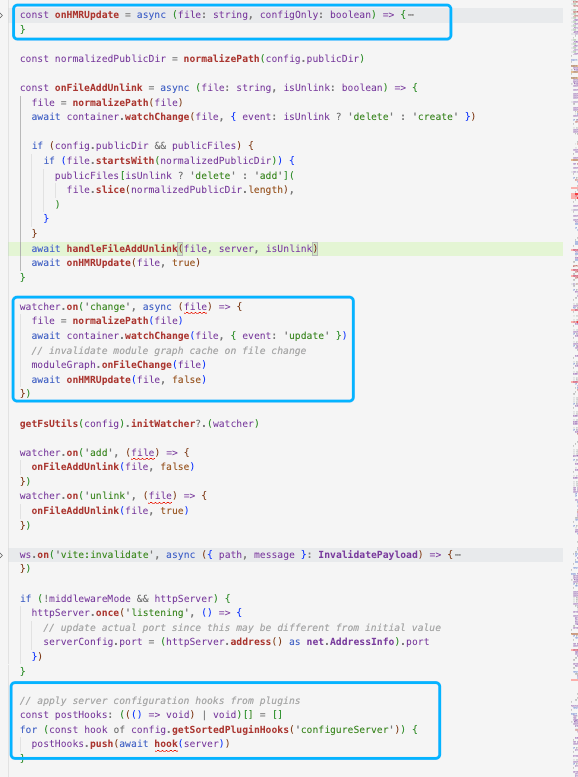 const onHMRUpdate = async (file: string, configOnly: boolean) => {⋯
}
const normalizedPublicDir = normalizePath(config.publicDir)
const onFileAddUnlink = async (file: string, isUnlink: boolean) => {
file = normalizePath(file)
await container.watchChange(file, { event: isUnlink ? 'delete' : 'create' })
if (config.publicDir && publicFiles) {
if (file.startsWith(normalizedPublicDir)) {
publicFiles[isUnlink ? 'delete' : 'add'](
file.slice(normalizedPublicDir.length),
)
}
}
await handleFileAddUnlink(file, server, isUnlink)
await onHMRUpdate(file, true)
}
watcher.on('change', async (file) => {
file = normalizePath(file)
await container.watchChange(file, { event: 'update' })
// invalidate module graph cache on file change
moduleGraph.onFileChange(file)
await onHMRUpdate(file, false)
})
getFsUtils(config).initWatcher?.(watcher)
watcher.on('add', (file) => {
onFileAddUnlink(file, false)
})
watcher.on('unlink', (file) => {
onFileAddUnlink(file, true)
})
ws.on('vite:invalidate', async ({ path, message }: InvalidatePayload) => {⋯
})
if (!middlewareMode && httpServer) {
httpServer.once('listening', () => {
// update actual port since this may be different from initial value
serverConfig.port = (httpServer.address() as net.AddressInfo).port
})
}
// apply server configuration hooks from plugins
const postHooks: ((() => void) | void)[] = []
for (const hook of config.getSortedPluginHooks('configureServer')) {
postHooks.push(await hook(server))
}